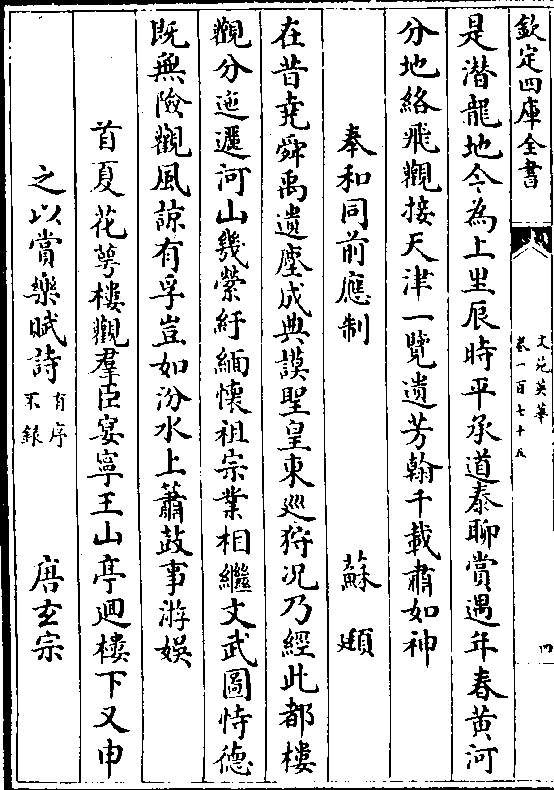 欽定四庫全書
文苑英華
卷一百七十五
四
是潛龍地今為上巳辰時平承道泰聊賞遇年春黄河
分地絡飛觀接天津一覽遺芳翰千載肅如神
奉和同前應制 蘇頲
在昔堯舜禹遺塵成典謨聖皇東巡狩況乃經此都樓
觀分迤邐河山幾縈紆緬懷祖宗業相繼文武圖恃德
既無險觀風諒有孚豈如汾水上簫鼓事游娛
首夏花萼樓觀羣臣宴寧王山亭迴樓下又申
之以賞樂賦詩 有序不錄 唐玄宗